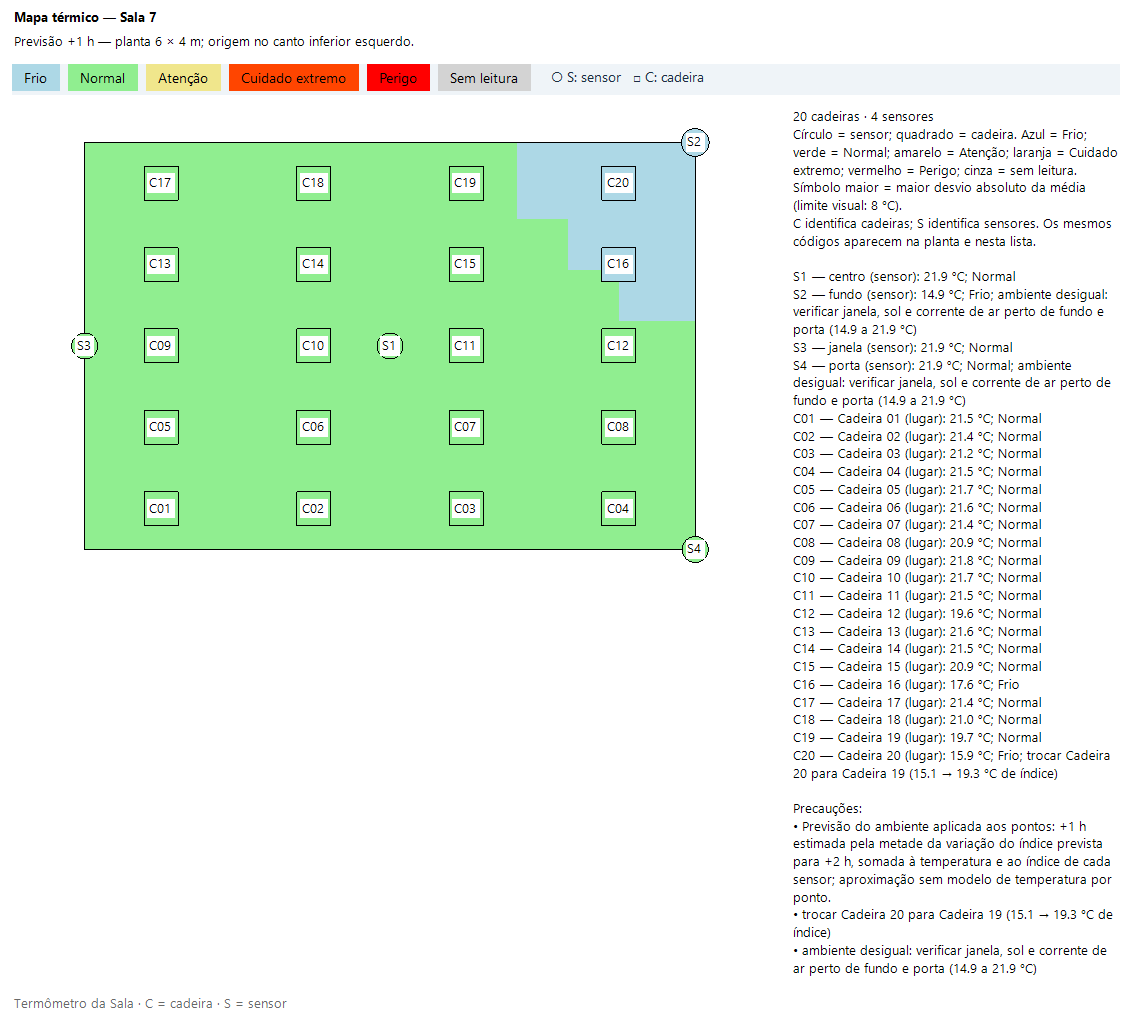 Mapa térmico — Sala 7
Previsão +1 h — planta 6 × 4 m; origem no canto inferior esquerdo.
Frio Normal Atenção Cuidado extremo Perigo Sem leitura ○ S: sensor □ C: cadeira
S2
C17 C18 C19 C20
C13 C14 C15 C16
S3 C09 C10 S1 C11 C12
C05 C06 C07 C08
C01 C02 C03 C04
S4
20 cadeiras · 4 sensores
Círculo = sensor; quadrado = cadeira. Azul = Frio;
verde = Normal; amarelo = Atenção; laranja = Cuidado
extremo; vermelho = Perigo; cinza = sem leitura.
Símbolo maior = maior desvio absoluto da média
(limite visual: 8 °C).
C identifica cadeiras; S identifica sensores. Os mesmos
códigos aparecem na planta e nesta lista.
S1 — centro (sensor): 21.9 °C; Normal
S2 — fundo (sensor): 14.9 °C; Frio; ambiente desigual:
verificar janela, sol e corrente de ar perto de fundo e
porta (14.9 a 21.9 °C)
S3 — janela (sensor): 21.9 °C; Normal
S4 — porta (sensor): 21.9 °C; Normal; ambiente
desigual: verificar janela, sol e corrente de ar perto de
fundo e porta (14.9 a 21.9 °C)
C01 — Cadeira 01 (lugar): 21.5 °C; Normal
C02 — Cadeira 02 (lugar): 21.4 °C; Normal
C03 — Cadeira 03 (lugar): 21.2 °C; Normal
C04 — Cadeira 04 (lugar): 21.5 °C; Normal
C05 — Cadeira 05 (lugar): 21.7 °C; Normal
C06 — Cadeira 06 (lugar): 21.6 °C; Normal
C07 — Cadeira 07 (lugar): 21.4 °C; Normal
C08 — Cadeira 08 (lugar): 20.9 °C; Normal
C09 — Cadeira 09 (lugar): 21.8 °C; Normal
C10 — Cadeira 10 (lugar): 21.7 °C; Normal
C11 — Cadeira 11 (lugar): 21.5 °C; Normal
C12 — Cadeira 12 (lugar): 19.6 °C; Normal
C13 — Cadeira 13 (lugar): 21.6 °C; Normal
C14 — Cadeira 14 (lugar): 21.5 °C; Normal
C15 — Cadeira 15 (lugar): 20.9 °C; Normal
C16 — Cadeira 16 (lugar): 17.6 °C; Frio
C17 — Cadeira 17 (lugar): 21.4 °C; Normal
C18 — Cadeira 18 (lugar): 21.0 °C; Normal
C19 — Cadeira 19 (lugar): 19.7 °C; Normal
C20 — Cadeira 20 (lugar): 15.9 °C; Frio; trocar Cadeira
20 para Cadeira 19 (15.1 → 19.3 °C de índice)
Precauções:
• Previsão do ambiente aplicada aos pontos: +1 h
estimada pela metade da variação do índice prevista
para +2 h, somada à temperatura e ao índice de cada
sensor; aproximação sem modelo de temperatura por
ponto.
• trocar Cadeira 20 para Cadeira 19 (15.1 → 19.3 °C de
índice)
• ambiente desigual: verificar janela, sol e corrente de
ar perto de fundo e porta (14.9 a 21.9 °C)
Termômetro da Sala · C = cadeira · S = sensor